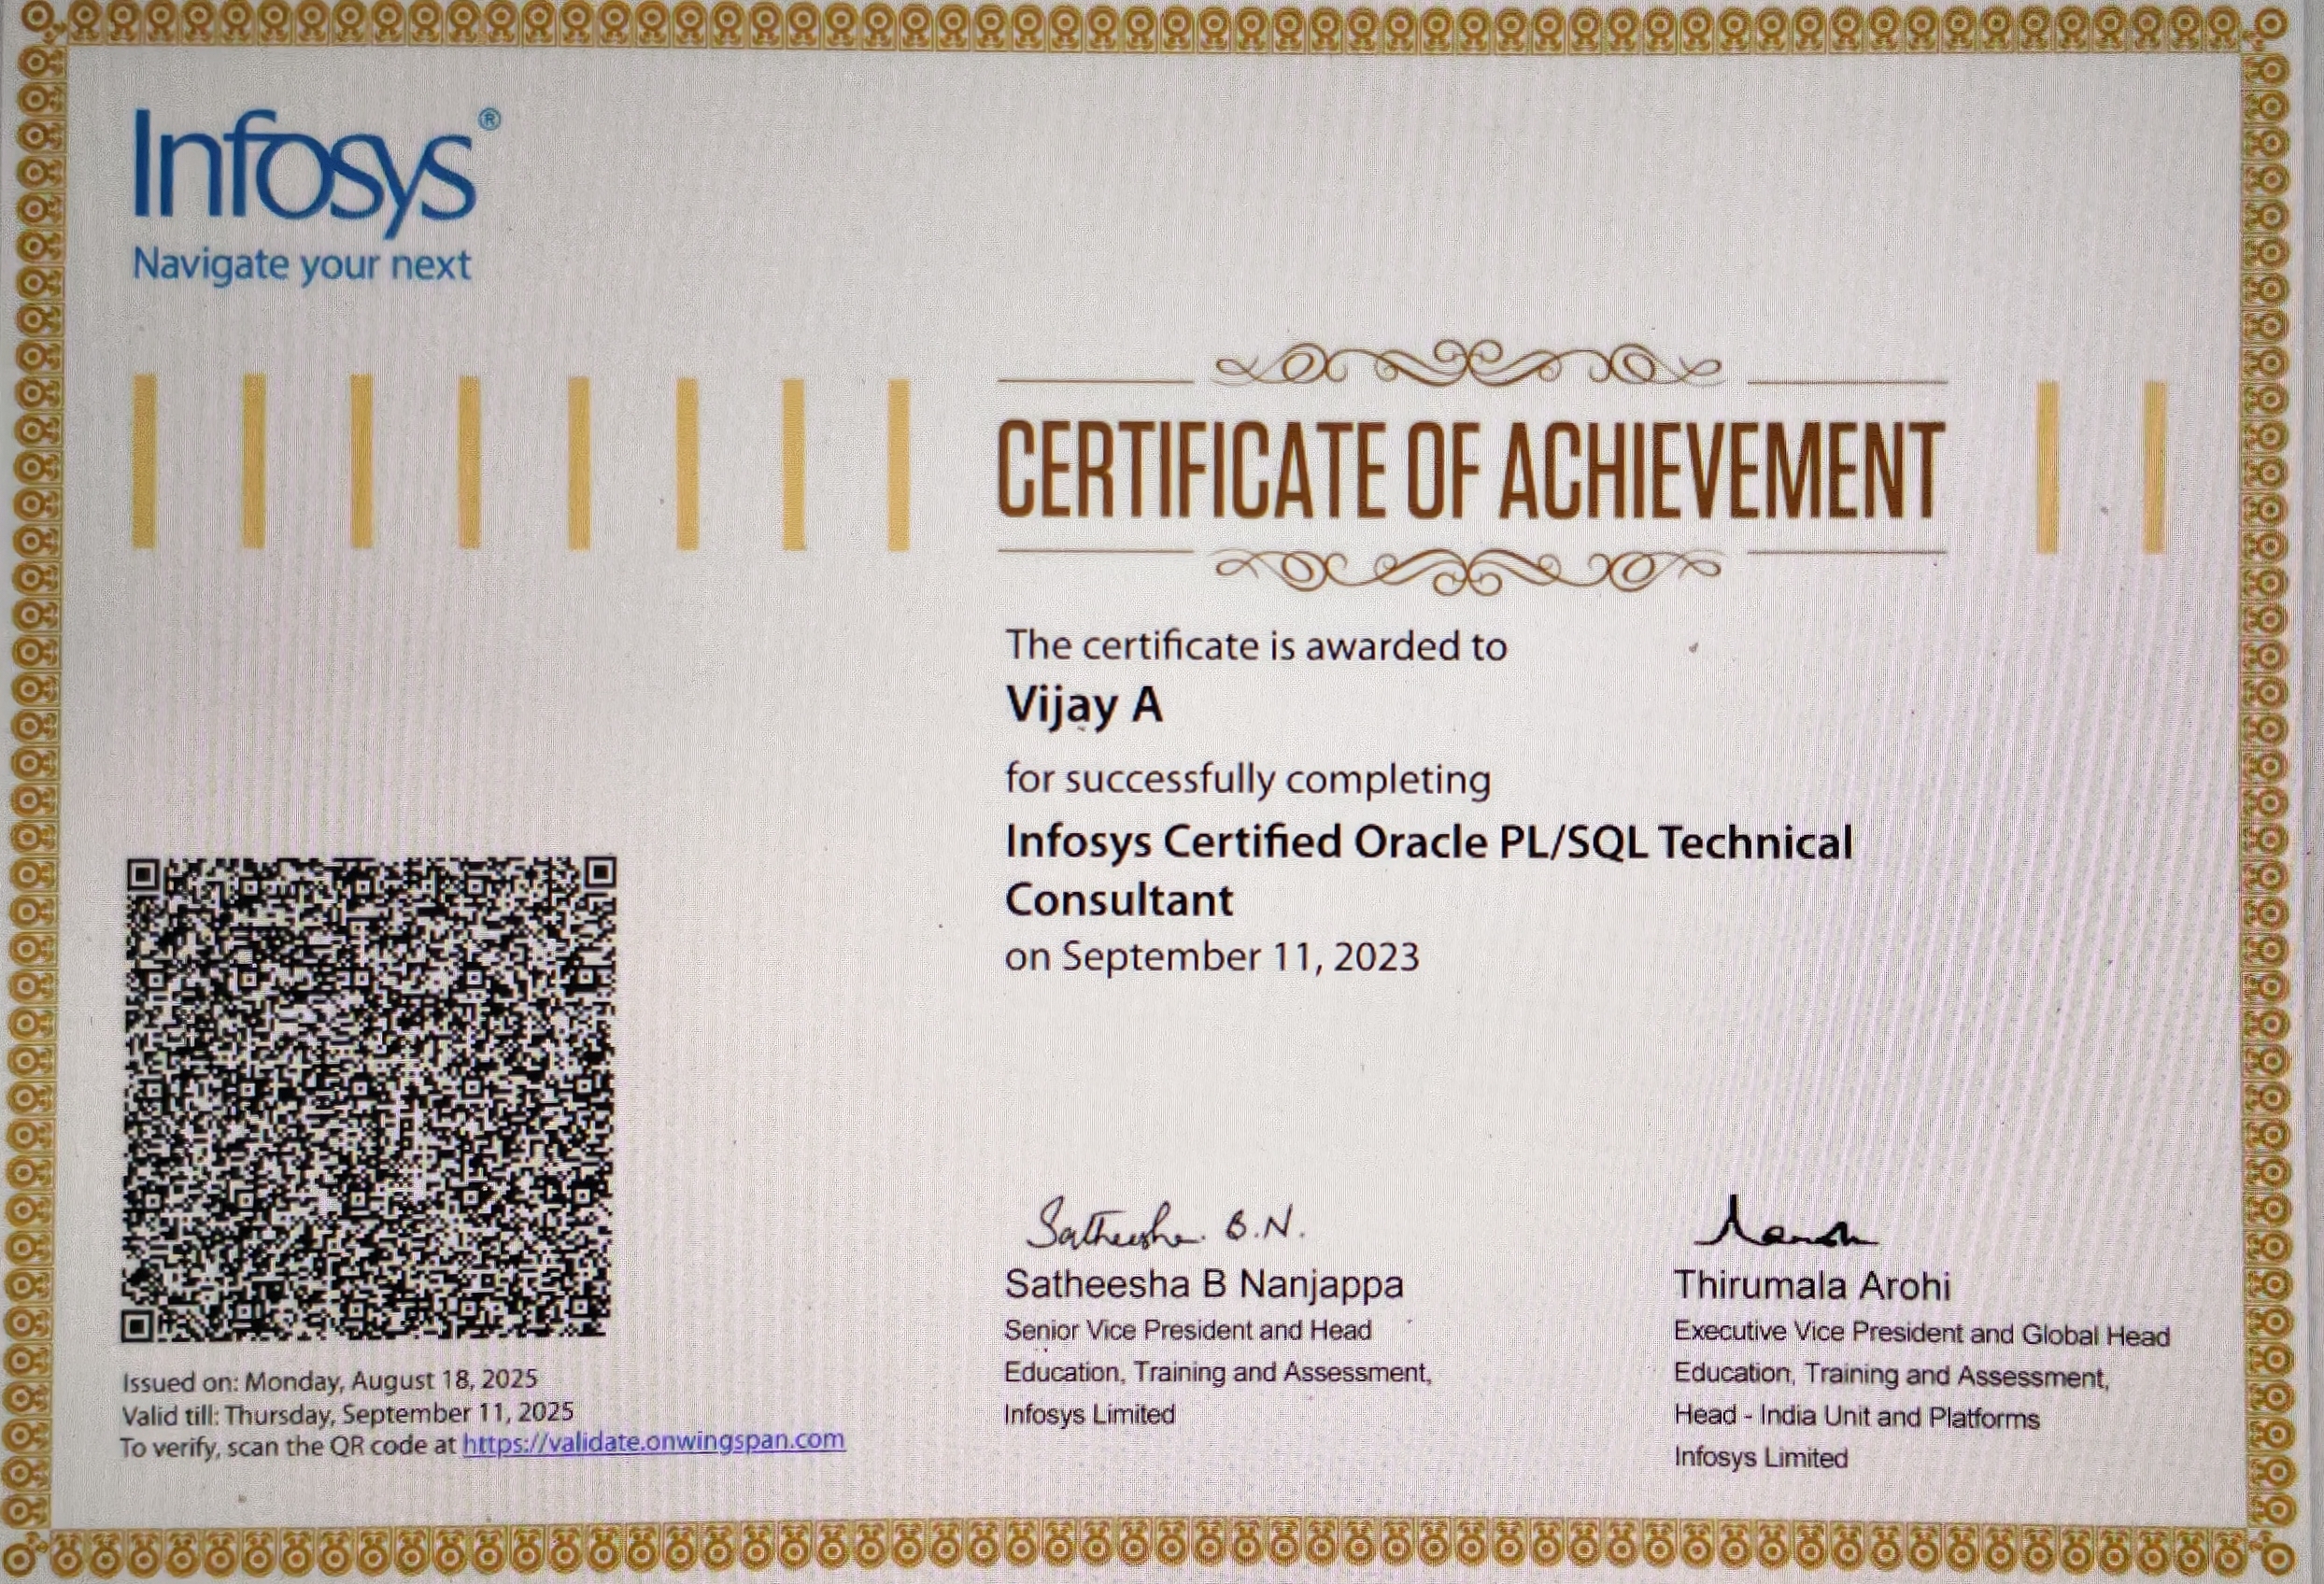 Infosys®
Navigate your next
CERTIFICATE OF ACHIEVEMENT
The certificate is awarded to
Vijay A
for successfully completing
Infosys Certified Oracle PL/SQL Technical
Consultant
on September 11, 2023
Issued on: Monday, August 18, 2025
Valid till: Thursday, September 11, 2025
To verify, scan the QR code at https://validate.onwingspan.com
Satheesha B.N.
Satheesha B Nanjappa
Senior Vice President and Head
Education, Training and Assessment,
Infosys Limited
Thirumala Arohi
Executive Vice President and Global Head
Education, Training and Assessment,
Head - India Unit and Platforms
Infosys Limited